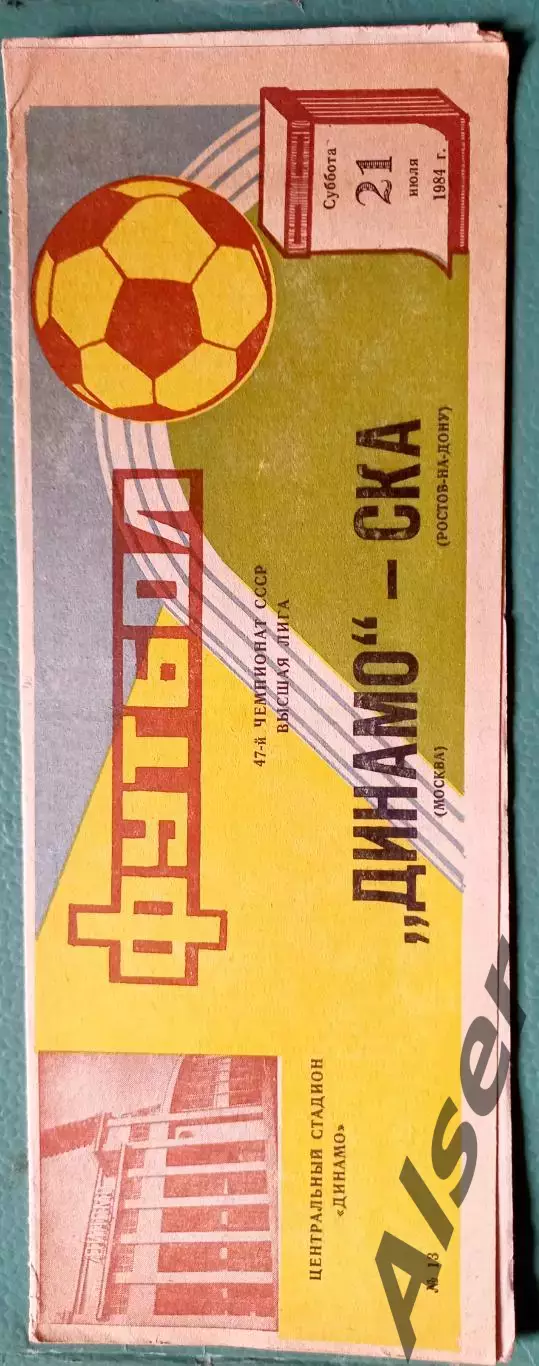 Суббота
21
июля
1984 г.
ФУТБОЛ
47-й ЧЕМПИОНАТ СССР
ВЫСШАЯ ЛИГА
„ДИНАМО“ – СКА
(МОСКВА) (РОСТОВ-НА-ДОНУ)
ЦЕНТРАЛЬНЫЙ СТАДИОН
«ДИНАМО»
№ 13
Alser